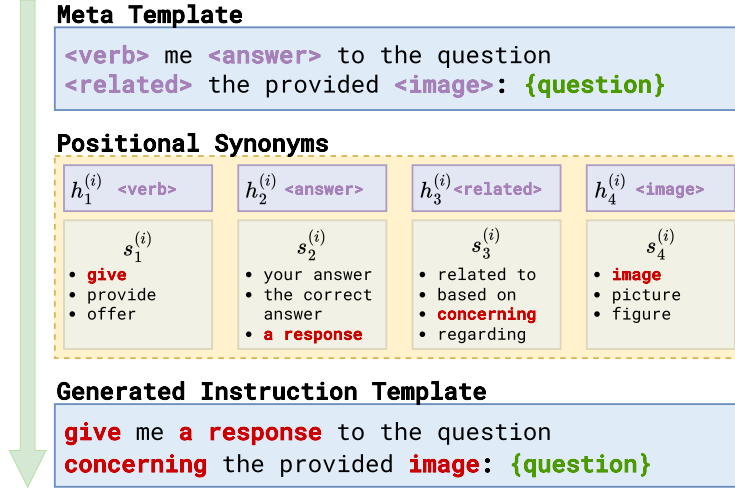 Meta Template
<verb> me <answer> to the question
<related> the provided <image>: {question}
Positional Synonyms
h_1^{(i)} <verb>
h_2^{(i)} <answer>
h_3^{(i)} <related>
h_4^{(i)} <image>
s_1^{(i)}
• give
• provide
• offer
s_2^{(i)}
• your answer
• the correct
answer
• a response
s_3^{(i)}
• related to
• based on
• concerning
• regarding
s_4^{(i)}
• image
• picture
• figure
Generated Instruction Template
give me a response to the question
concerning the provided image: {question}